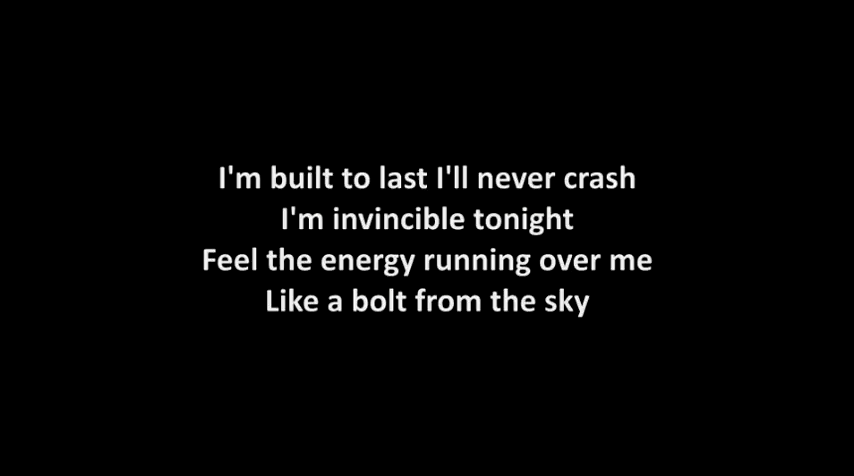 I'm built to last I'll never crash
I'm invincible tonight
Feel the energy running over me
Like a bolt from the sky